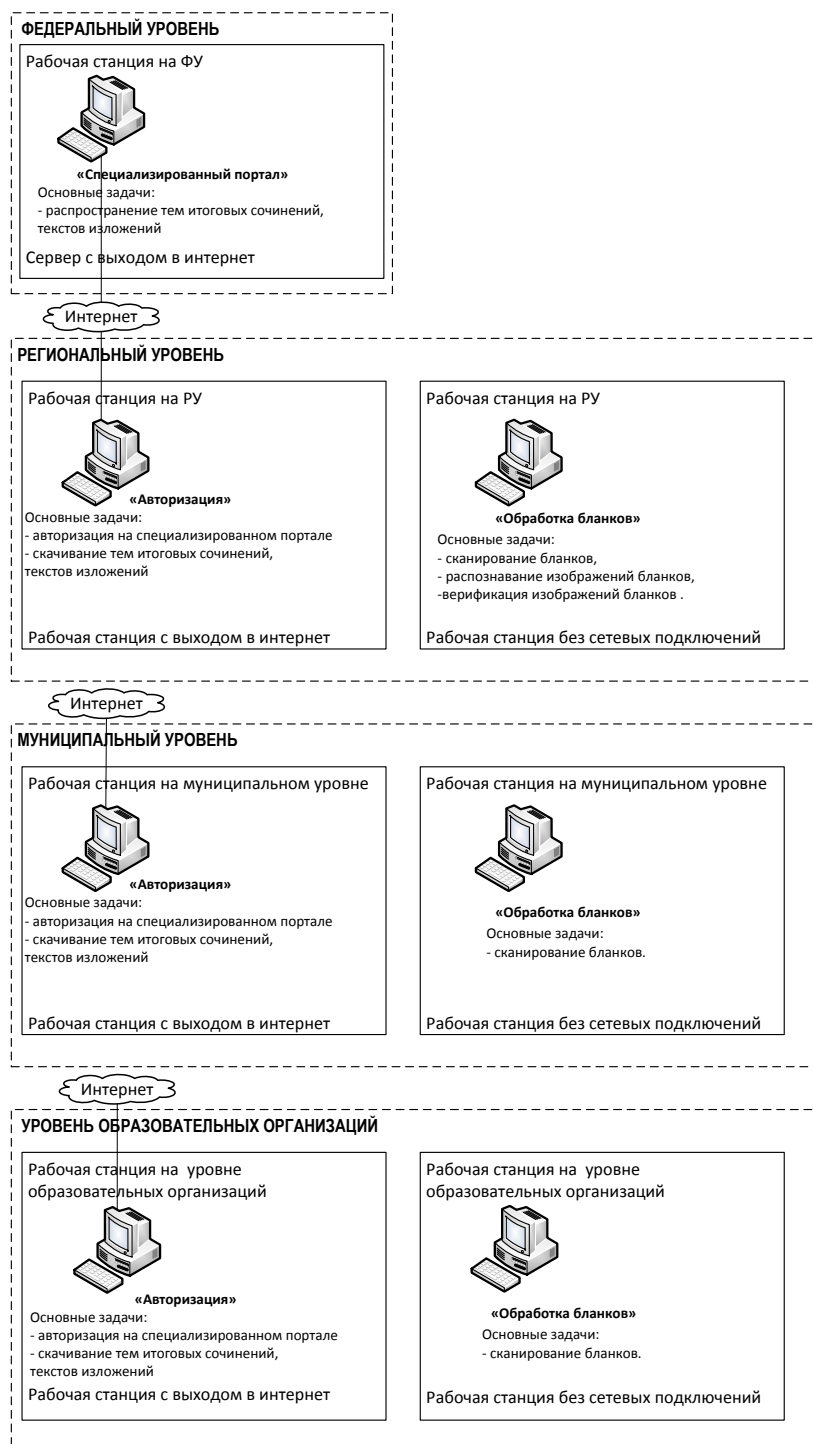 ФЕДЕРАЛЬНЫЙ УРОВЕНЬ
Рабочая станция на ФУ
«Специализированный портал»
Основные задачи:
- распространение тем итоговых сочинений,
текстов изложений
Сервер с выходом в интернет
Интернет
РЕГИОНАЛЬНЫЙ УРОВЕНЬ
Рабочая станция на РУ
«Авторизация»
Основные задачи:
- авторизация на специализированном портале
- скачивание тем итоговых сочинений,
текстов изложений
Рабочая станция с выходом в интернет
Рабочая станция на РУ
«Обработка бланков»
Основные задачи:
- сканирование бланков,
- распознавание изображений бланков,
-верификация изображений бланков .
Рабочая станция без сетевых подключений
Интернет
МУНИЦИПАЛЬНЫЙ УРОВЕНЬ
Рабочая станция на муниципальном уровне
«Авторизация»
Основные задачи:
- авторизация на специализированном портале
- скачивание тем итоговых сочинений,
текстов изложений
Рабочая станция с выходом в интернет
Рабочая станция на муниципальном уровне
«Обработка бланков»
Основные задачи:
- сканирование бланков.
Рабочая станция без сетевых подключений
Интернет
УРОВЕНЬ ОБРАЗОВАТЕЛЬНЫХ ОРГАНИЗАЦИЙ
Рабочая станция на уровне
образовательных организаций
«Авторизация»
Основные задачи:
- авторизация на специализированном портале
- скачивание тем итоговых сочинений,
текстов изложений
Рабочая станция с выходом в интернет
Рабочая станция на уровне
образовательных организаций
«Обработка бланков»
Основные задачи:
- сканирование бланков.
Рабочая станция без сетевых подключений